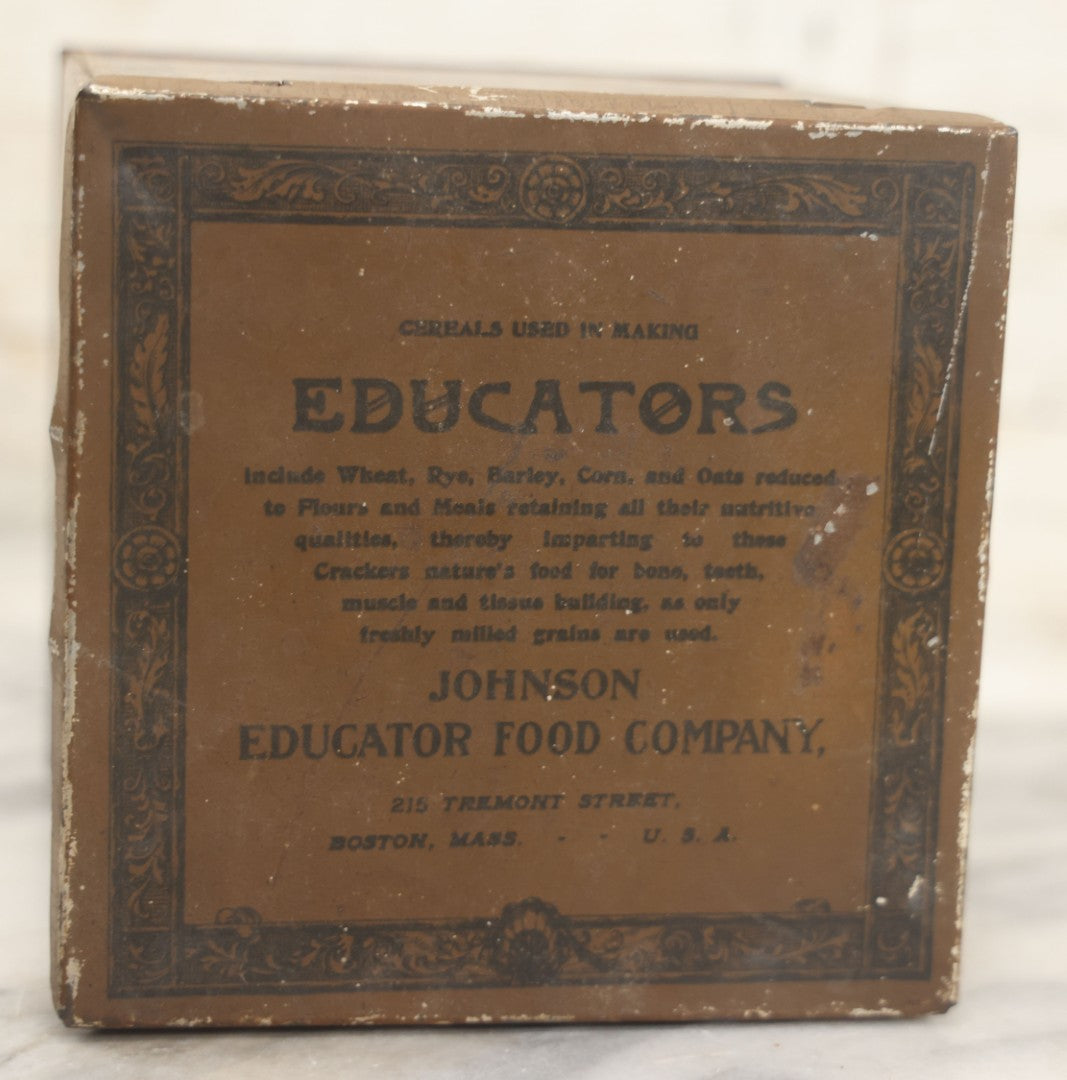 CEREALS USED IN MAKING
EDUCATORS
Include Wheat, Rye, Barley, Corn, and Oats reduced
to Flours and Meals retaining all their nutritive
qualities, thereby imparting to these
Crackers nature's food for bone, teeth,
muscle and tissue building, as only
freshly milled grains are used.
JOHNSON
EDUCATOR FOOD COMPANY,
215 TREMONT STREET,
BOSTON, MASS. - - U. S. A.